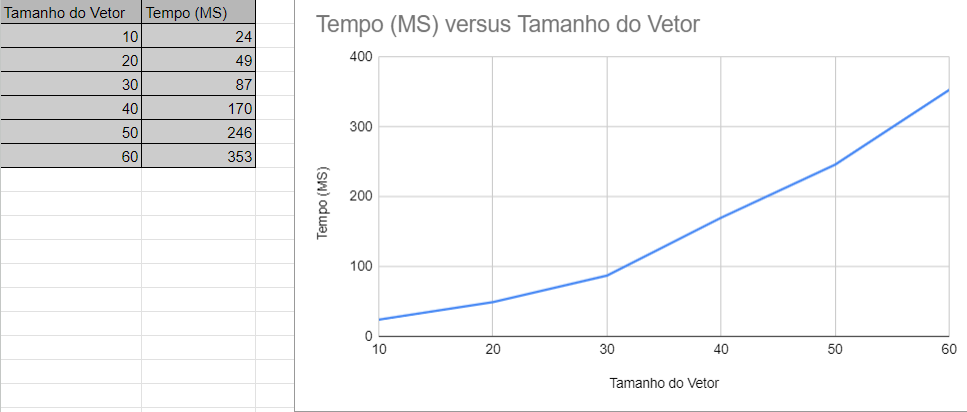 Tamanho do Vetor Tempo (MS)
10 24
20 49
30 87
40 170
50 246
60 353
Tempo (MS) versus Tamanho do Vetor
400
300
200
100
0
Tempo (MS)
10 20 30 40 50 60
Tamanho do Vetor